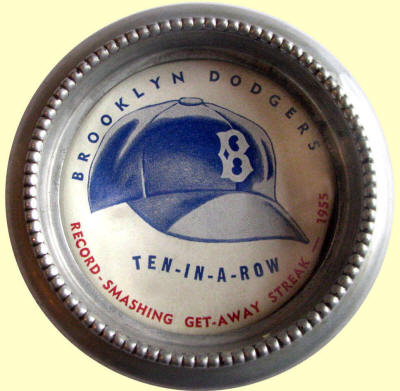 BROOKLYN DODGERS
B
TEN-IN-A-ROW
RECORD-SMASHING GET-AWAY STREAK — 1955